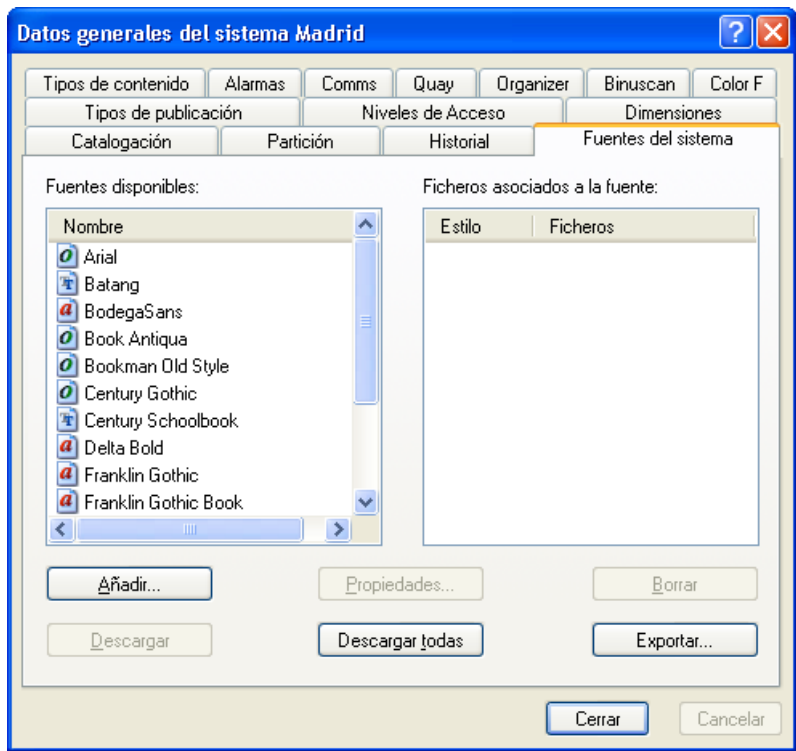 Datos generales del sistema Madrid
Tipos de contenido Alarmas Comms Quay Organizer Binuscan Color F
Tipos de publicación Niveles de Acceso Dimensiones
Catalogación Partición Historial Fuentes del sistema
Fuentes disponibles: Ficheros asociados a la fuente:
Nombre Estilo Ficheros
Arial
Batang
BodegaSans
Book Antiqua
Bookman Old Style
Century Gothic
Century Schoolbook
Delta Bold
Franklin Gothic
Franklin Gothic Book
Añadir... Propiedades... Borrar
Descargar Descargar todas Exportar...
Cerrar Cancelar